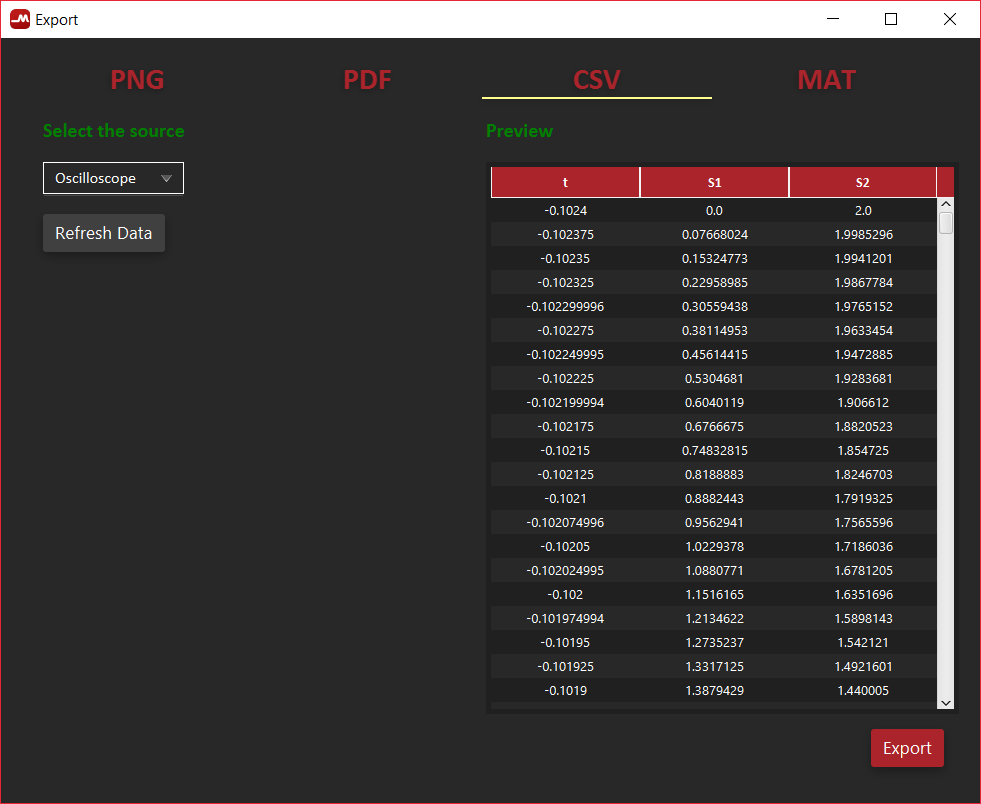 Export
PNG PDF CSV MAT
Select the source
Oscilloscope
Refresh Data
Preview
t S1 S2
-0.1024 0.0 2.0
-0.102375 0.07668024 1.9985296
-0.10235 0.15324773 1.9941201
-0.102325 0.22958985 1.9867784
-0.102299996 0.30559438 1.9765152
-0.102275 0.38114953 1.9633454
-0.102249995 0.45614415 1.9472885
-0.102225 0.5304681 1.9283681
-0.102199994 0.6040119 1.906612
-0.102175 0.6766675 1.8820523
-0.10215 0.74832815 1.854725
-0.102125 0.8188883 1.8246703
-0.1021 0.8882443 1.7919325
-0.102074996 0.9562941 1.7565596
-0.10205 1.0229378 1.7186036
-0.102024995 1.0880771 1.6781205
-0.102 1.1516165 1.6351696
-0.101974994 1.2134622 1.5898143
-0.10195 1.2735237 1.542121
-0.101925 1.3317125 1.4921601
-0.1019 1.3879429 1.440005
Export